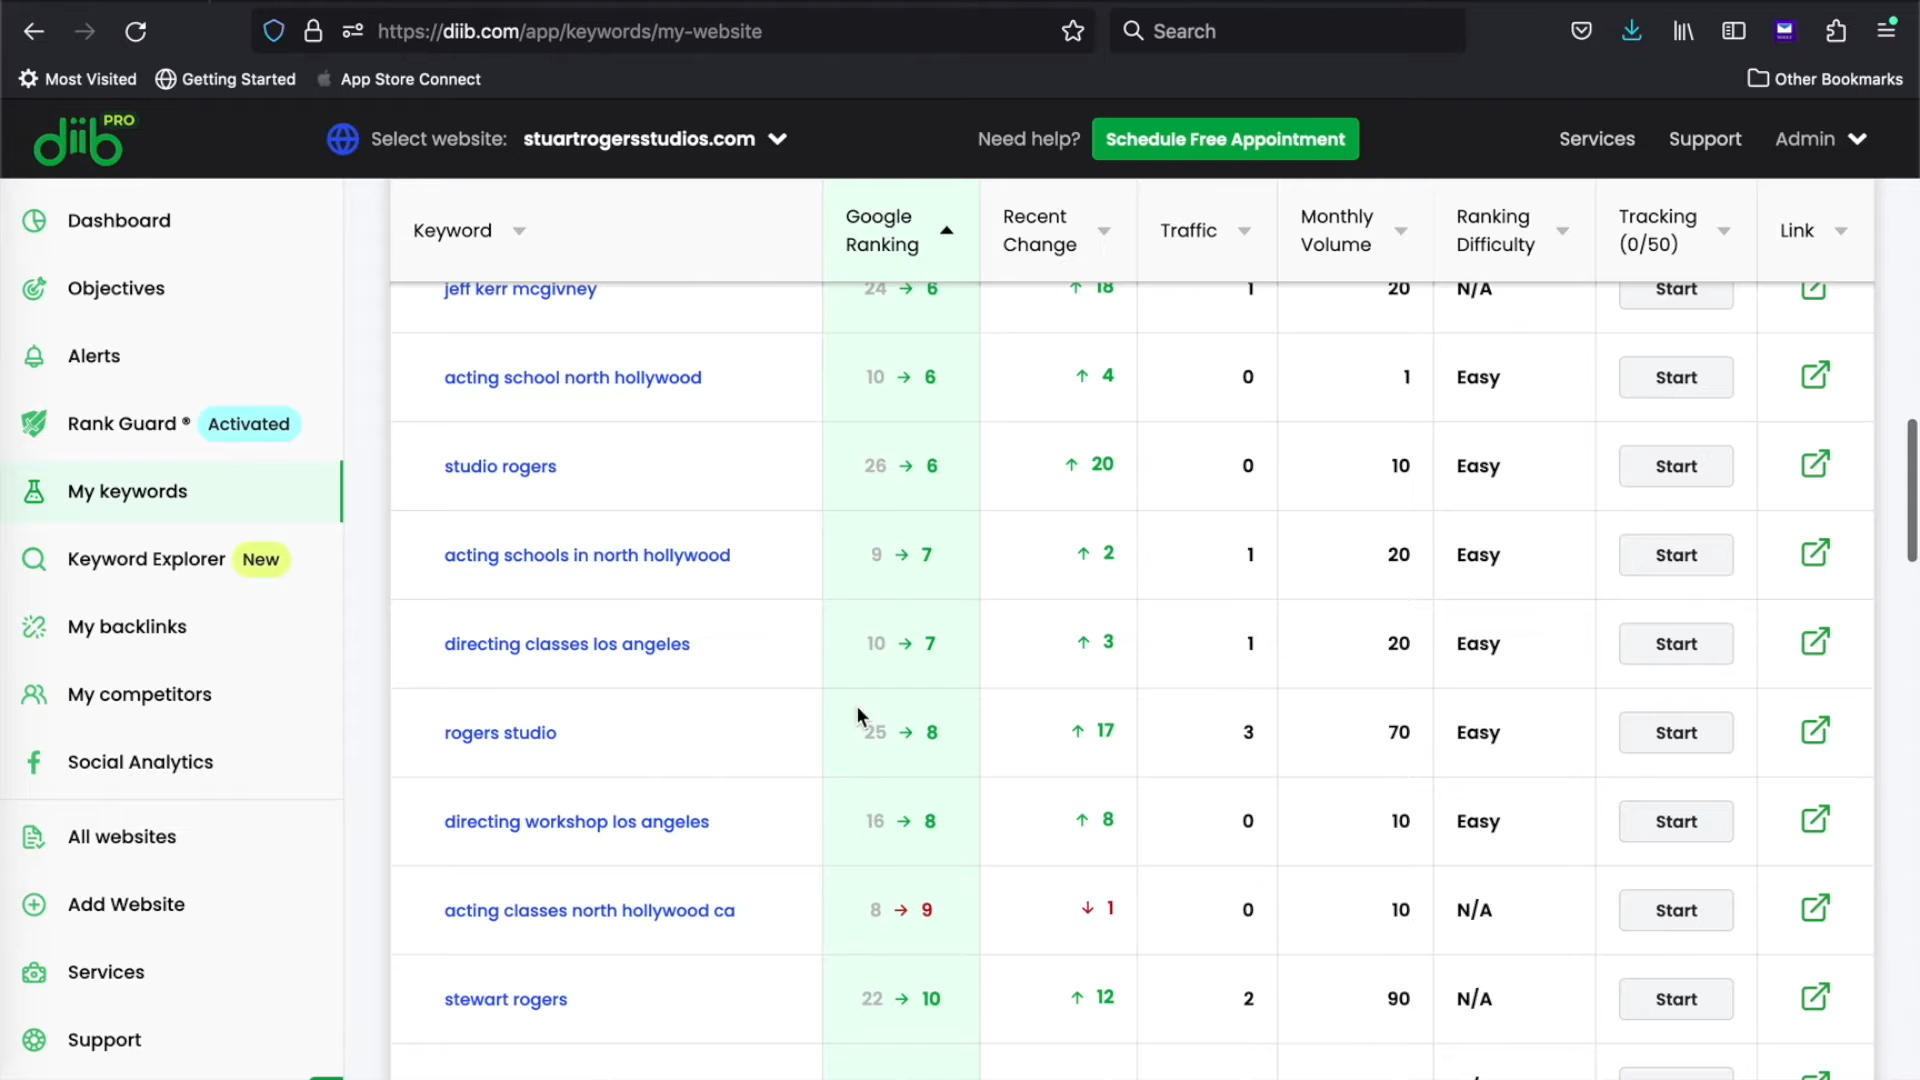 https://diib.com/app/keywords/my-website
Search
Most Visited
Getting Started
App Store Connect
Other Bookmarks
diib PRO
Select website: stuartrogersstudios.com
Need help?
Schedule Free Appointment
Services
Support
Admin
Dashboard
Objectives
Alerts
Rank Guard ® Activated
My keywords
Keyword Explorer New
My backlinks
My competitors
Social Analytics
All websites
Add Website
Services
Support
Keyword
Google Ranking
Recent Change
Traffic
Monthly Volume
Ranking Difficulty
Tracking (0/50)
Link
jeff kerr mcgivney 24 → 6 ↑ 18 1 20 N/A Start
acting school north hollywood 10 → 6 ↑ 4 0 1 Easy Start
studio rogers 26 → 6 ↑ 20 0 10 Easy Start
acting schools in north hollywood 9 → 7 ↑ 2 1 20 Easy Start
directing classes los angeles 10 → 7 ↑ 3 1 20 Easy Start
rogers studio 25 → 8 ↑ 17 3 70 Easy Start
directing workshop los angeles 16 → 8 ↑ 8 0 10 Easy Start
acting classes north hollywood ca 8 → 9 ↓ 1 0 10 N/A Start
stewart rogers 22 → 10 ↑ 12 2 90 N/A Start